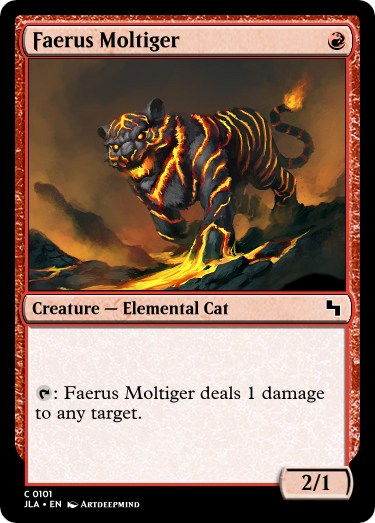 Faerus Moltiger
Creature — Elemental Cat
: Faerus Moltiger deals 1 damage
to any target.
2/1
C 0101
JLA • EN Artdeepmind